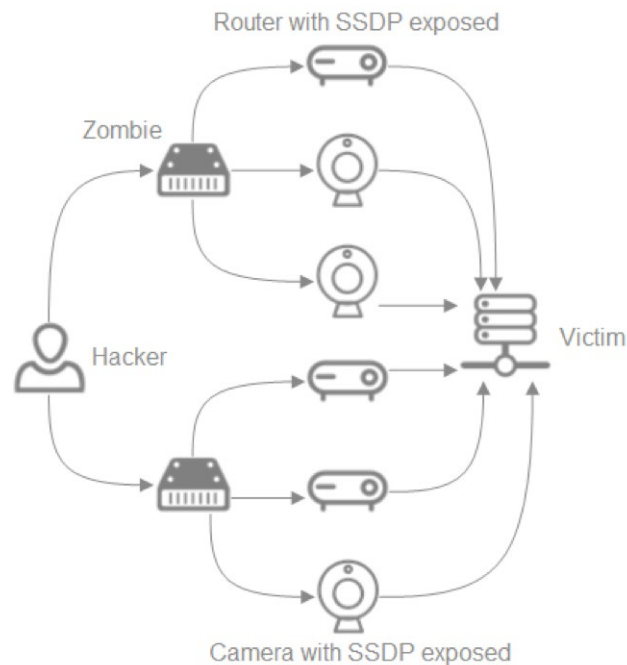 Router with SSDP exposed
Zombie
Hacker
Victim
Camera with SSDP exposed